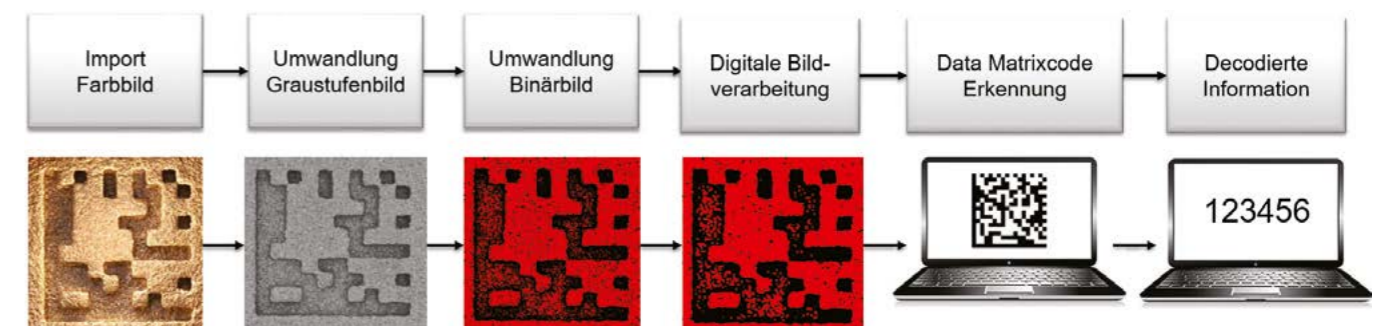 Import
Farbbild
Umwandlung
Graustufenbild
Umwandlung
Binärbild
Digitale Bild-
verarbeitung
Data Matrixcode
Erkennung
Decodierte
Information
123456